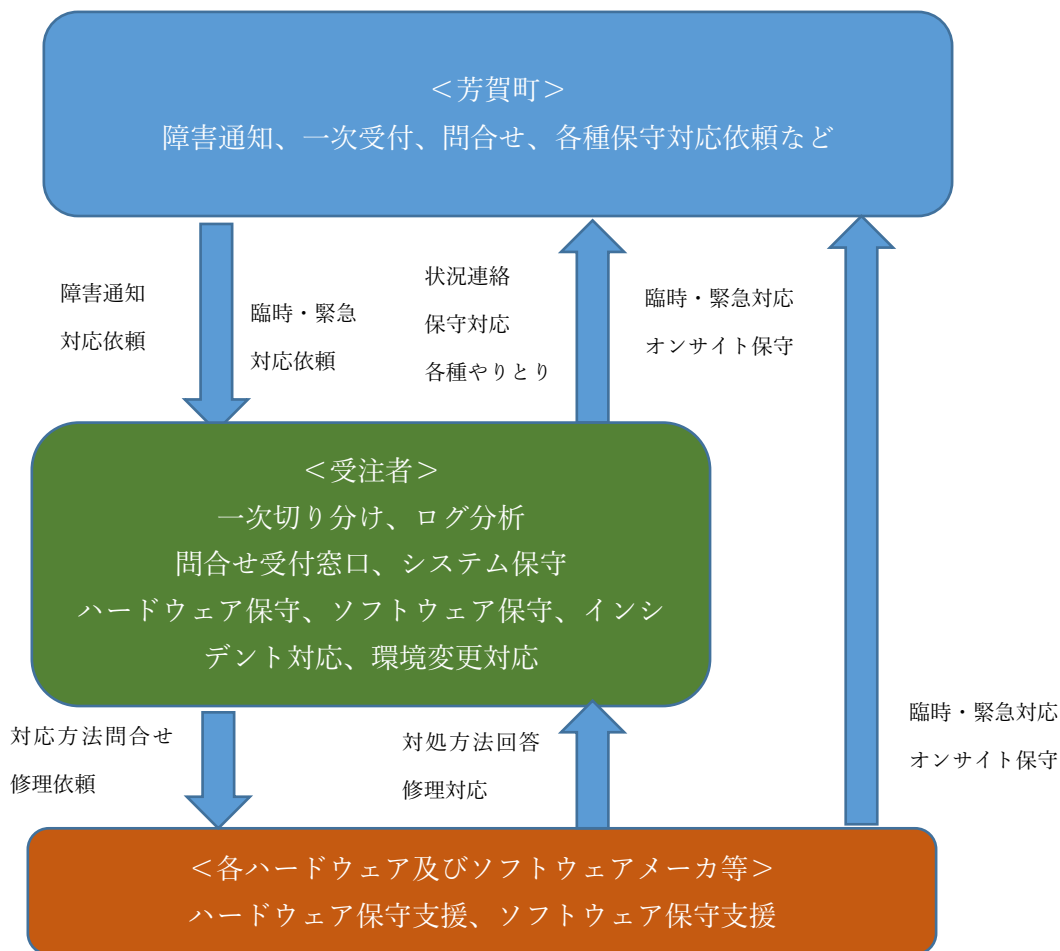 ＜芳賀町＞
障害通知、一次受付、問合せ、各種保守対応依頼など
障害通知
対応依頼
臨時・緊急
対応依頼
状況連絡
保守対応
各種やりとり
臨時・緊急対応
オンサイト保守
＜受注者＞
一次切り分け、ログ分析
問合せ受付窓口、システム保守
ハードウェア保守、ソフトウェア保守、インシ
デント対応、環境変更対応
対応方法問合せ
修理依頼
対処方法回答
修理対応
臨時・緊急対応
オンサイト保守
＜各ハードウェア及びソフトウェアメーカ等＞
ハードウェア保守支援、ソフトウェア保守支援